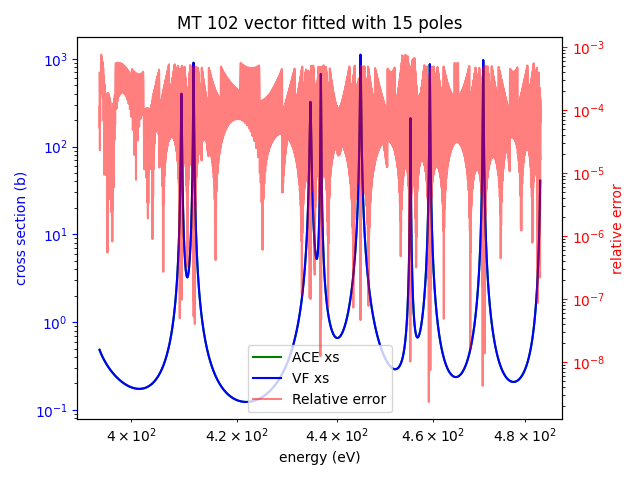 MT 102 vector fitted with 15 poles
10³
10²
10¹
10⁰
10⁻¹
cross section (b)
10⁻³
10⁻⁴
10⁻⁵
10⁻⁶
10⁻⁷
10⁻⁸
relative error
ACE xs
VF xs
Relative error
4 × 10² 4.2 × 10² 4.4 × 10² 4.6 × 10² 4.8 × 10²
energy (eV)